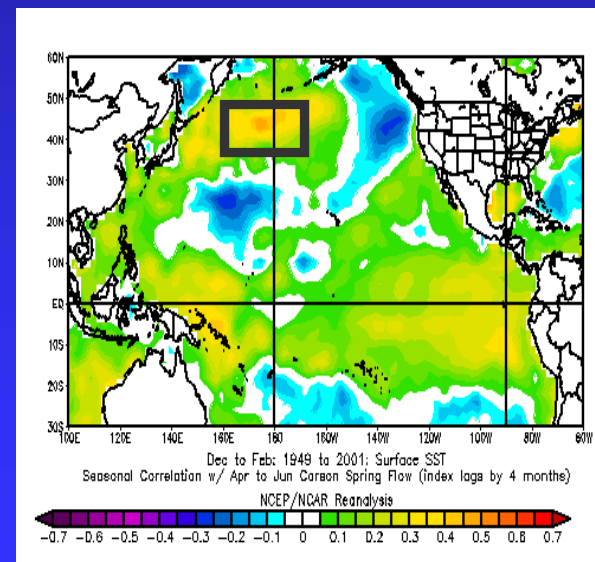 60N
50N
40N
30N
20N
10N
EQ
10S
20S
30S
100E 120E 140E 160E 180 160W 140W 120W 100W 80W 60W
Dec to Feb: 1949 to 2001: Surface SST
Seasonal Correlation w/ Apr to Jun Carson Spring Flow (index lags by 4 months)
NCEP/NCAR Reanalysis
-0.7 -0.6 -0.5 -0.4 -0.3 -0.2 -0.1 0 0.1 0.2 0.3 0.4 0.5 0.6 0.7